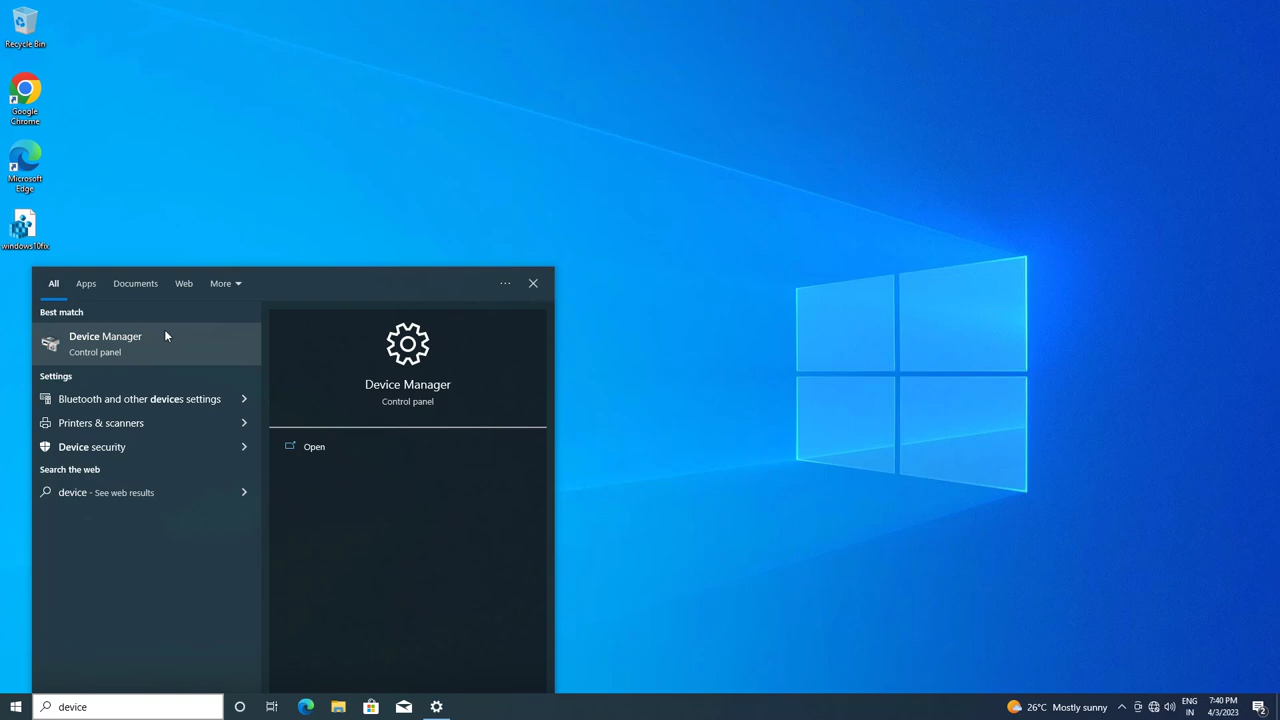 Recycle Bin
Google
Chrome
Microsoft
Edge
windows10fix
All Apps Documents Web More
Best match
Device Manager
Control panel
Settings
Bluetooth and other devices settings
Printers & scanners
Device security
Search the web
device - See web results
Device Manager
Control panel
Open
device
26°C Mostly sunny
ENG
IN
7:40 PM
4/3/2023
2